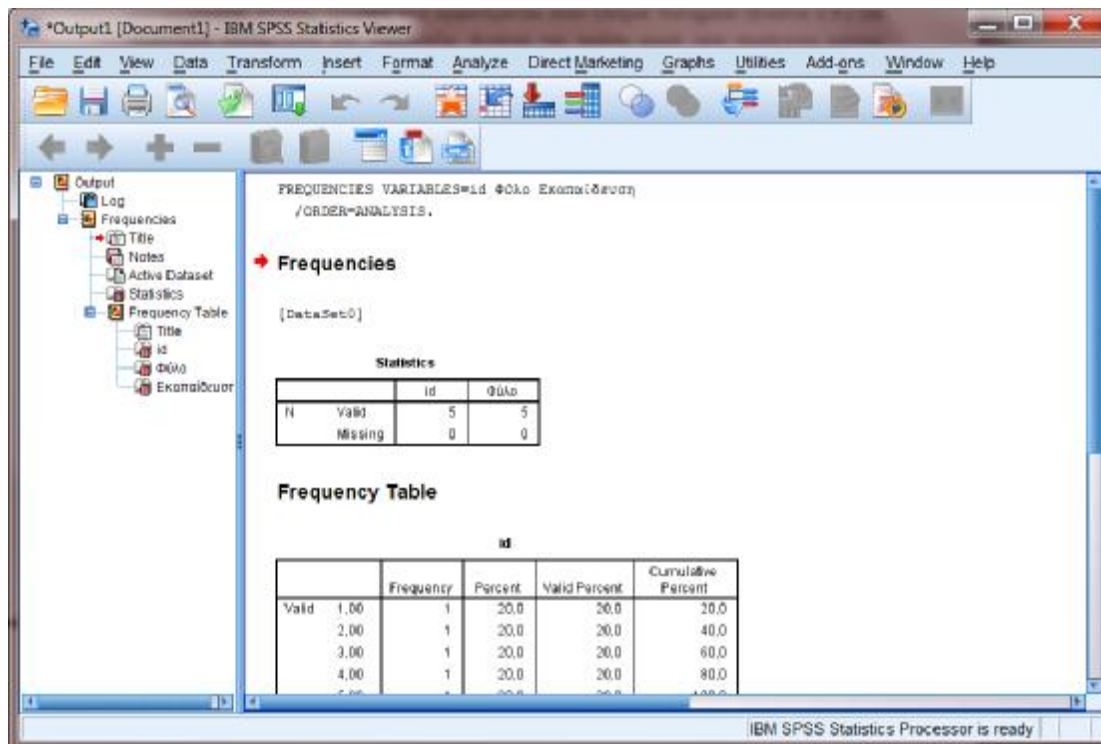 *Output1 [Document1] - IBM SPSS Statistics Viewer
File Edit View Data Transform Insert Format Analyze Direct Marketing Graphs Utilities Add-ons Window Help
Output
Log
Frequencies
Title
Notes
Active Dataset
Statistics
Frequency Table
Title
id
Φύλο
Εκπαίδευσ
FREQUENCIES VARIABLES=id Φύλο Εκπαίδευση
/ORDER=ANALYSIS.
Frequencies
[DataSet0]
Statistics
id Φύλο
N Valid 5 5
Missing 0 0
Frequency Table
id
Frequency Percent Valid Percent Cumulative Percent
Valid 1,00 1 20,0 20,0 20,0
2,00 1 20,0 20,0 40,0
3,00 1 20,0 20,0 60,0
4,00 1 20,0 20,0 80,0
IBM SPSS Statistics Processor is ready